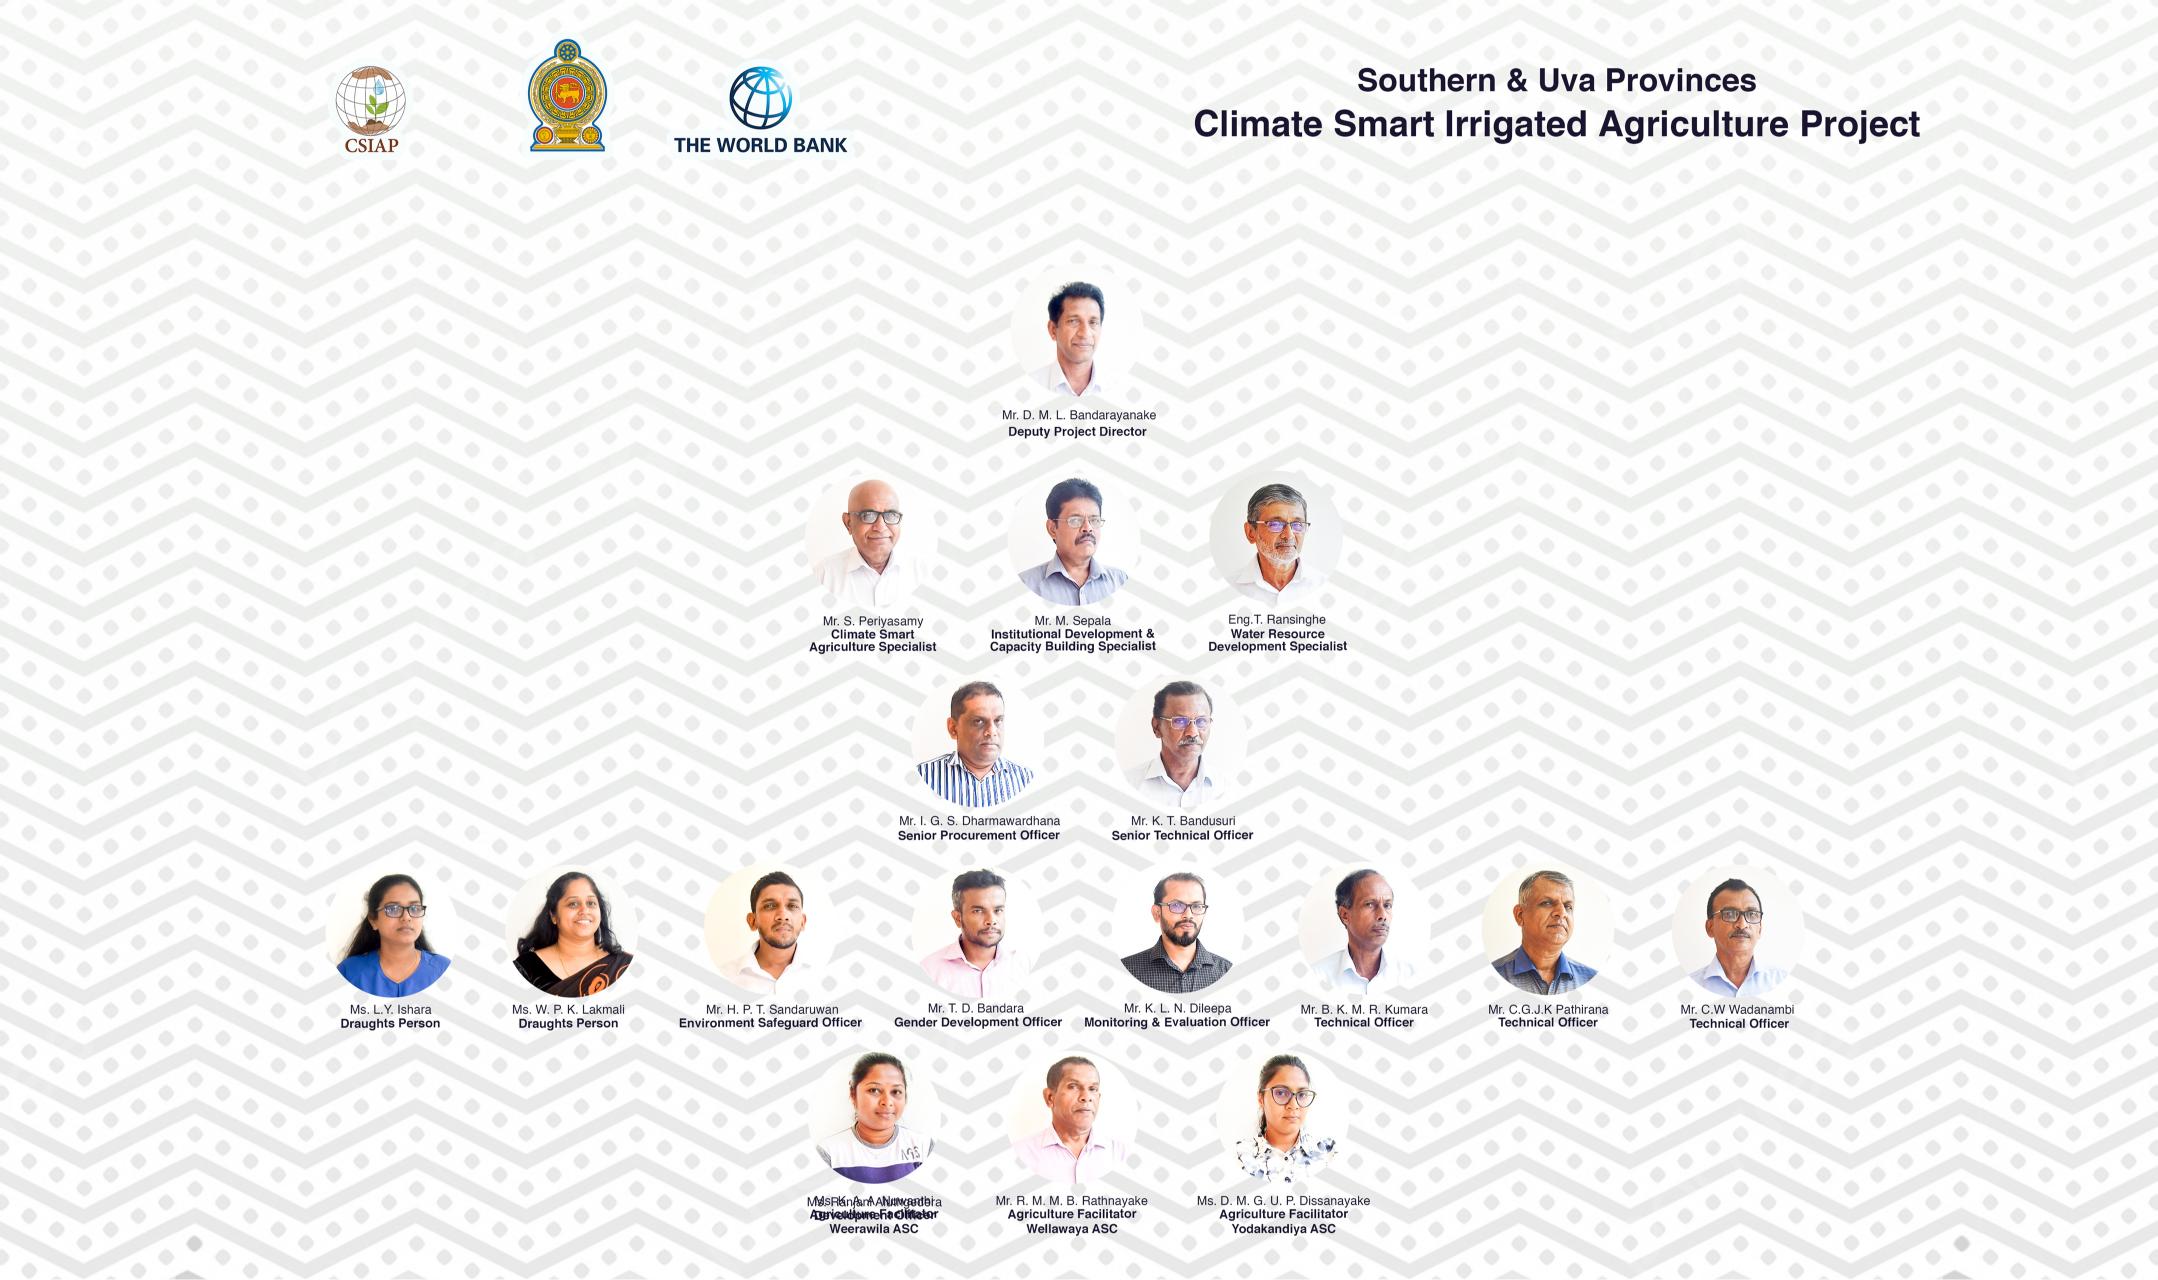 CSIAP
THE WORLD BANK
Southern & Uva Provinces
Climate Smart Irrigated Agriculture Project
Mr. D. M. L. Bandarayanake
Deputy Project Director
Mr. S. Periyasamy
Climate Smart
Agriculture Specialist
Mr. M. Sepala
Institutional Development &
Capacity Building Specialist
Eng.T. Ransinghe
Water Resource
Development Specialist
Mr. I. G. S. Dharmawardhana
Senior Procurement Officer
Mr. K. T. Bandusuri
Senior Technical Officer
Ms. L.Y. Ishara
Draughts Person
Ms. W. P. K. Lakmali
Draughts Person
Mr. H. P. T. Sandaruwan
Environment Safeguard Officer
Mr. T. D. Bandara
Gender Development Officer
Mr. K. L. N. Dileepa
Monitoring & Evaluation Officer
Mr. B. K. M. R. Kumara
Technical Officer
Mr. C.G.J.K Pathirana
Technical Officer
Mr. C.W Wadanambi
Technical Officer
Agriculture Facilitator
Development Officer
Weerawila ASC
Mr. R. M. M. B. Rathnayake
Agriculture Facilitator
Wellawaya ASC
Ms. D. M. G. U. P. Dissanayake
Agriculture Facilitator
Yodakandiya ASC